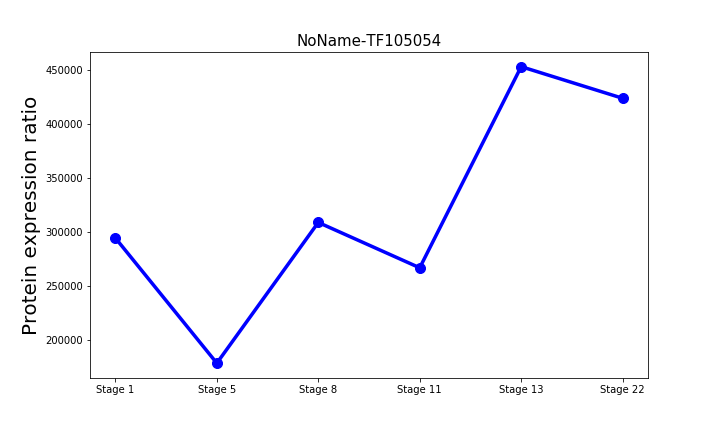 NoName-TF105054
Protein expression ratio
450000
400000
350000
300000
250000
200000
Stage 1 Stage 5 Stage 8 Stage 11 Stage 13 Stage 22